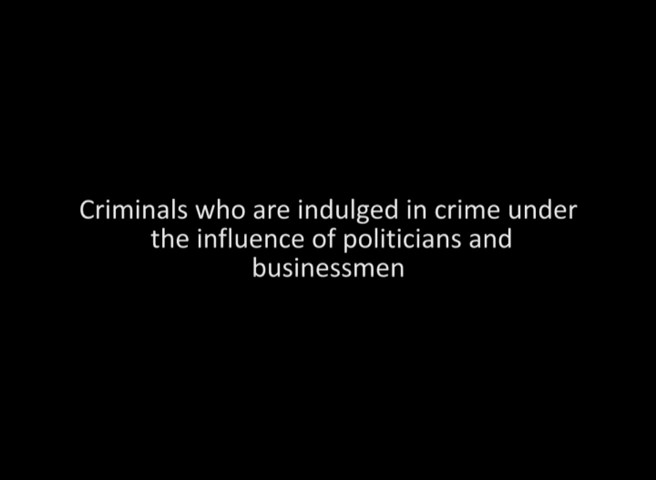 Criminals who are indulged in crime under
the influence of politicians and
businessmen